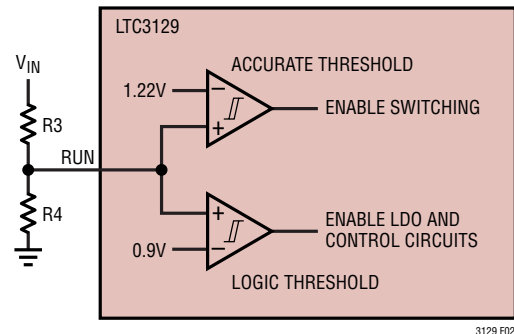 LTC3129
V_IN
R3
RUN
R4
1.22V
ACCURATE THRESHOLD
−
+
ENABLE SWITCHING
+
−
0.9V
ENABLE LDO AND
CONTROL CIRCUITS
LOGIC THRESHOLD
3129 F02